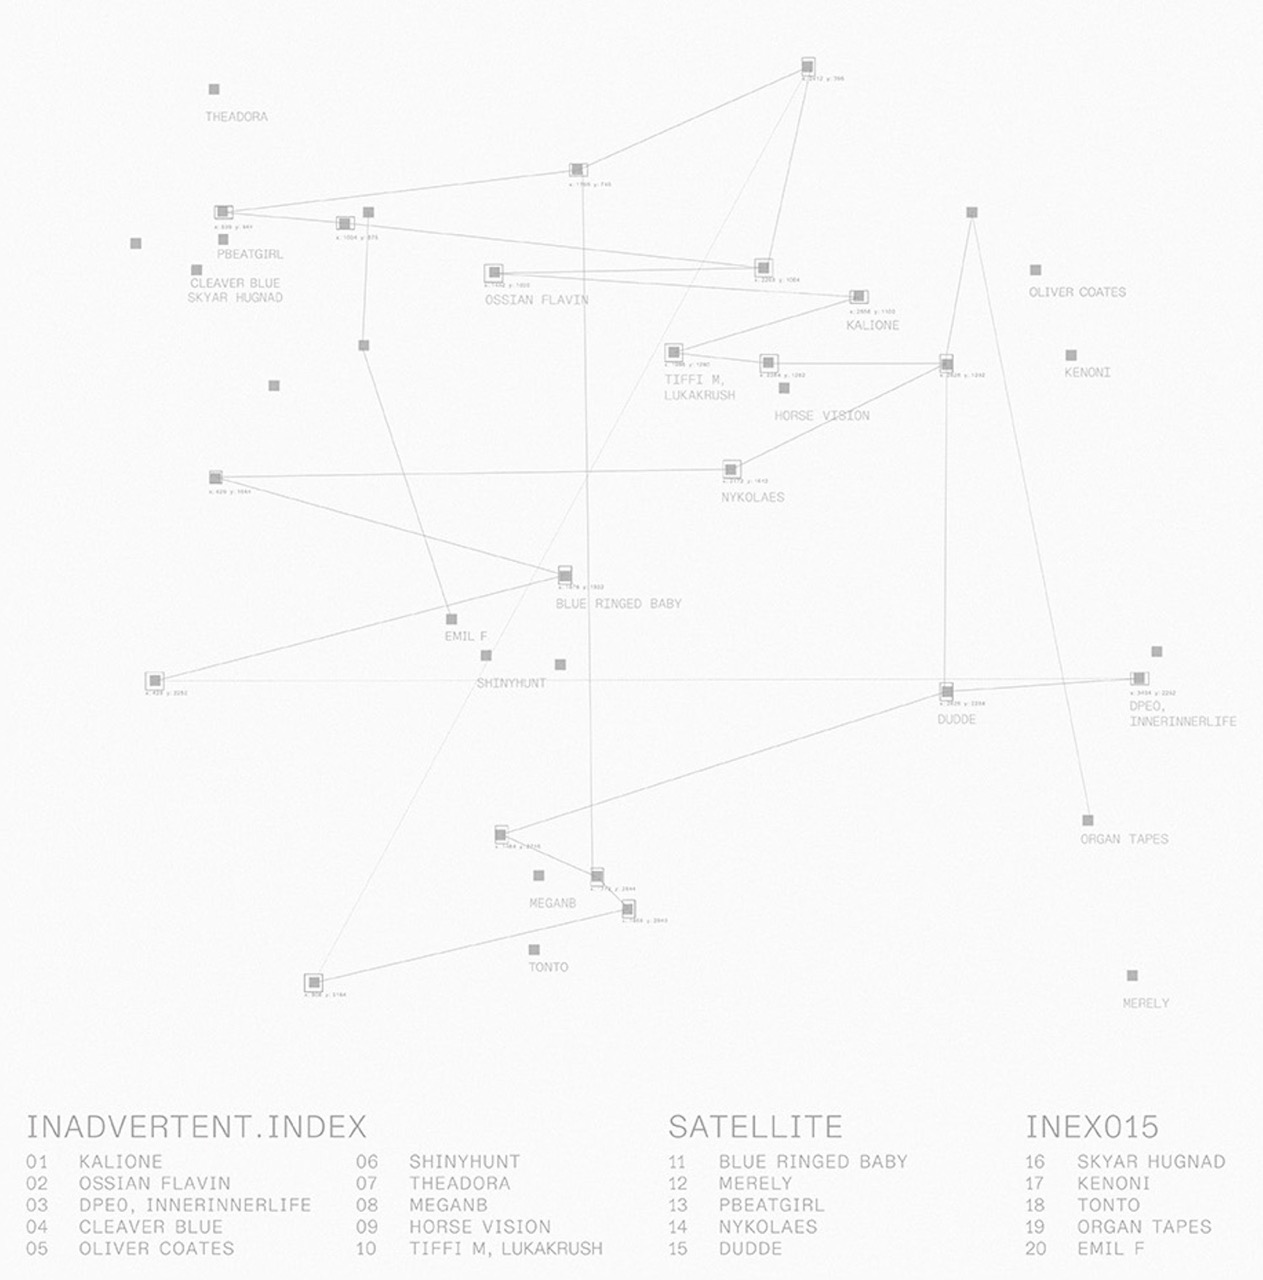 THEADORA
PBEATGIRL
CLEAVER BLUE
SKYAR HUGNAD
OSSIAN FLAVIN
KALIONE
OLIVER COATES
TIFFI M,
LUKAKRUSH
KENONI
HORSE VISION
NYKOLAES
BLUE RINGED BABY
EMIL F
SHINYHUNT
DPE0,
INNERINNERLIFE
DUDDE
ORGAN TAPES
MEGANB
TONTO
MERELY
INADVERTENT.INDEX
01 KALIONE
02 OSSIAN FLAVIN
03 DPE0, INNERINNERLIFE
04 CLEAVER BLUE
05 OLIVER COATES
06 SHINYHUNT
07 THEADORA
08 MEGANB
09 HORSE VISION
10 TIFFI M, LUKAKRUSH
SATELLITE
11 BLUE RINGED BABY
12 MERELY
13 PBEATGIRL
14 NYKOLAES
15 DUDDE
INEX015
16 SKYAR HUGNAD
17 KENONI
18 TONTO
19 ORGAN TAPES
20 EMIL F